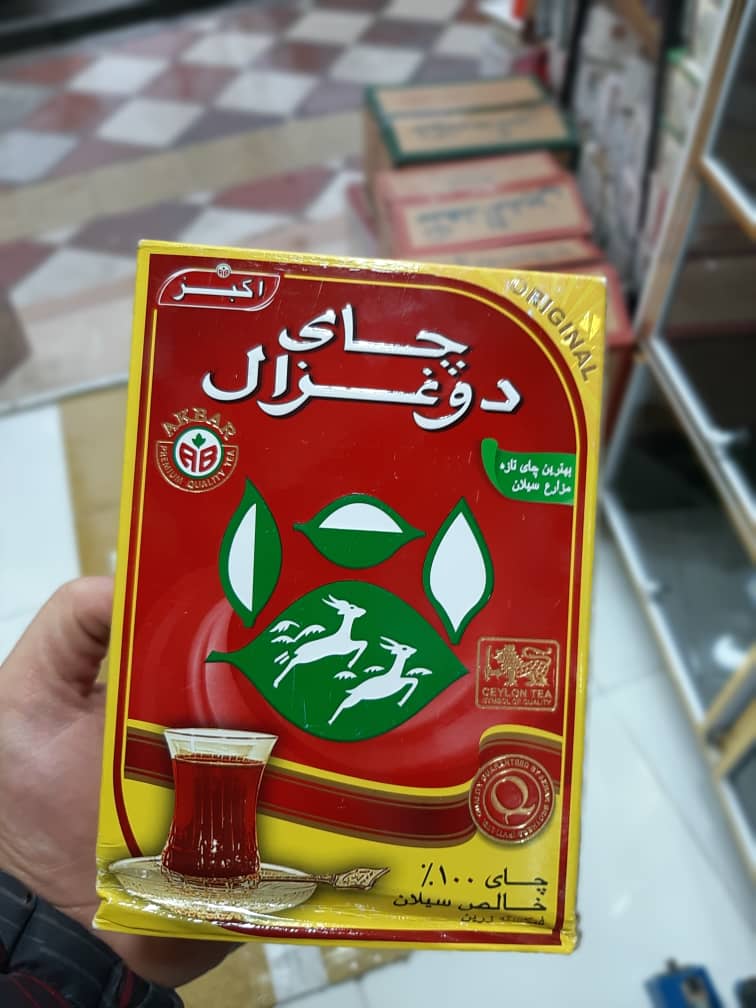 اکبر
ORIGINAL
چای
دوغزال
AKBAR
AB
PREMIUM QUALITY TEA
بهترین چای تازه
مزارع سیلان
CEYLON TEA
SYMBOL OF QUALITY
Q
چای ۱۰۰٪
خالص سیلان